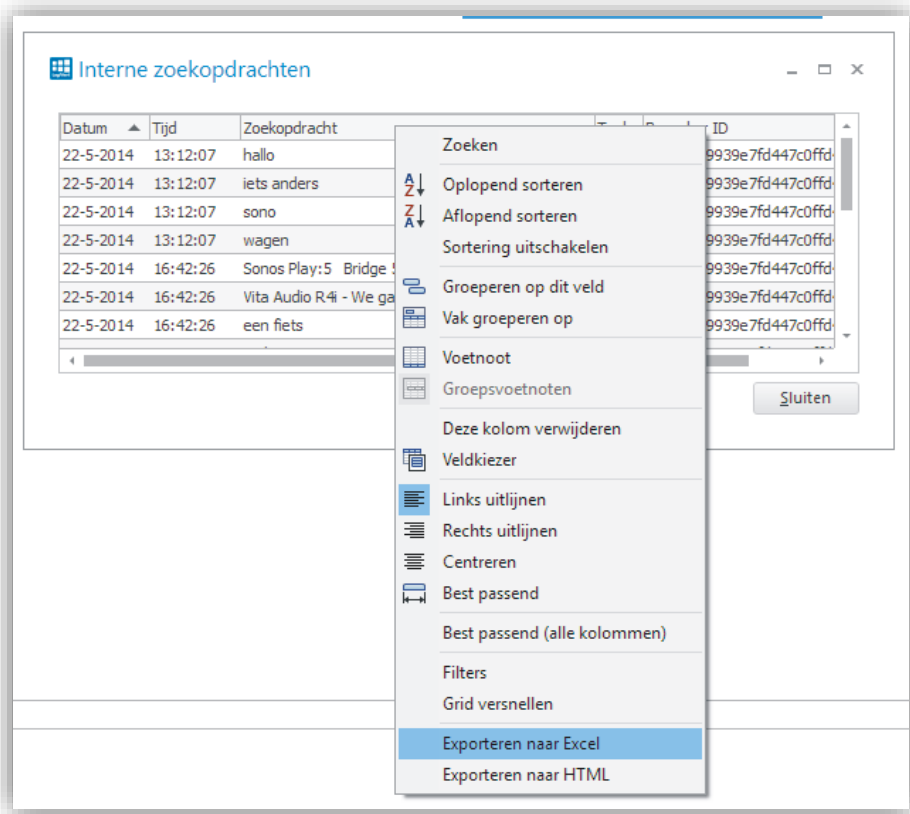 Interne zoekopdrachten
Datum Tijd Zoekopdracht ID
22-5-2014 13:12:07 hallo 9939e7fd447c0ffd
22-5-2014 13:12:07 iets anders 9939e7fd447c0ffd
22-5-2014 13:12:07 sono 9939e7fd447c0ffd
22-5-2014 13:12:07 wagen 9939e7fd447c0ffd
22-5-2014 16:42:26 Sonos Play:5 Bridge 9939e7fd447c0ffd
22-5-2014 16:42:26 Vita Audio R4i - We ga 9939e7fd447c0ffd
22-5-2014 16:42:26 een fiets 9939e7fd447c0ffd
Sluiten
Zoeken
Oplopend sorteren
Aflopend sorteren
Sortering uitschakelen
Groeperen op dit veld
Vak groeperen op
Voetnoot
Groepsvoetnoten
Deze kolom verwijderen
Veldkiezer
Links uitlijnen
Rechts uitlijnen
Centreren
Best passend
Best passend (alle kolommen)
Filters
Grid versnellen
Exporteren naar Excel
Exporteren naar HTML